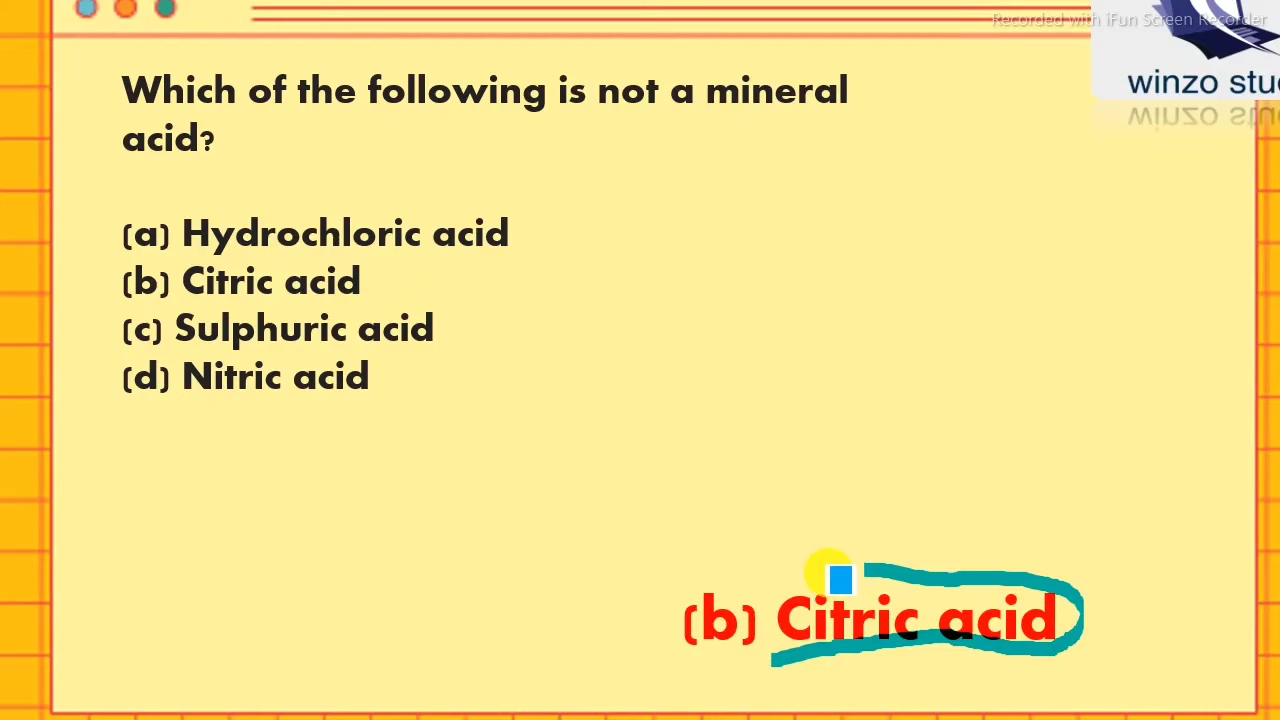 Recorded with iFun Screen Recorder
winzo
Which of the following is not a mineral
acid?
(a) Hydrochloric acid
(b) Citric acid
(c) Sulphuric acid
(d) Nitric acid
(b) Citric acid